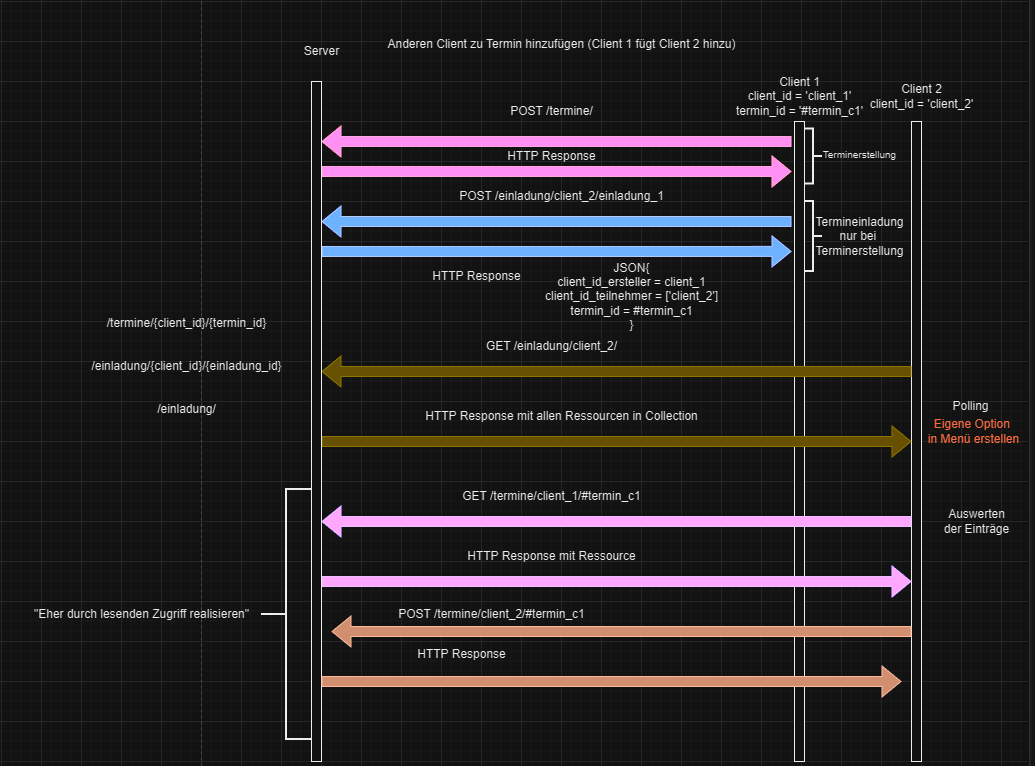 Anderen Client zu Termin hinzufügen (Client 1 fügt Client 2 hinzu)
Server
Client 1
client_id = 'client_1'
termin_id = '#termin_c1'
Client 2
client_id = 'client_2'
POST /termine/
HTTP Response
Terminerstellung
POST /einladung/client_2/einladung_1
Termineinladung
nur bei
Terminerstellung
HTTP Response
JSON{
client_id_ersteller = client_1
client_id_teilnehmer = ['client_2']
termin_id = #termin_c1
}
/termine/{client_id}/{termin_id}
GET /einladung/client_2/
/einladung/{client_id}/{einladung_id}
/einladung/
HTTP Response mit allen Ressourcen in Collection
Polling
Eigene Option
in Menü erstellen
GET /termine/client_1/#termin_c1
Auswerten
der Einträge
HTTP Response mit Ressource
"Eher durch lesenden Zugriff realisieren"
POST /termine/client_2/#termin_c1
HTTP Response